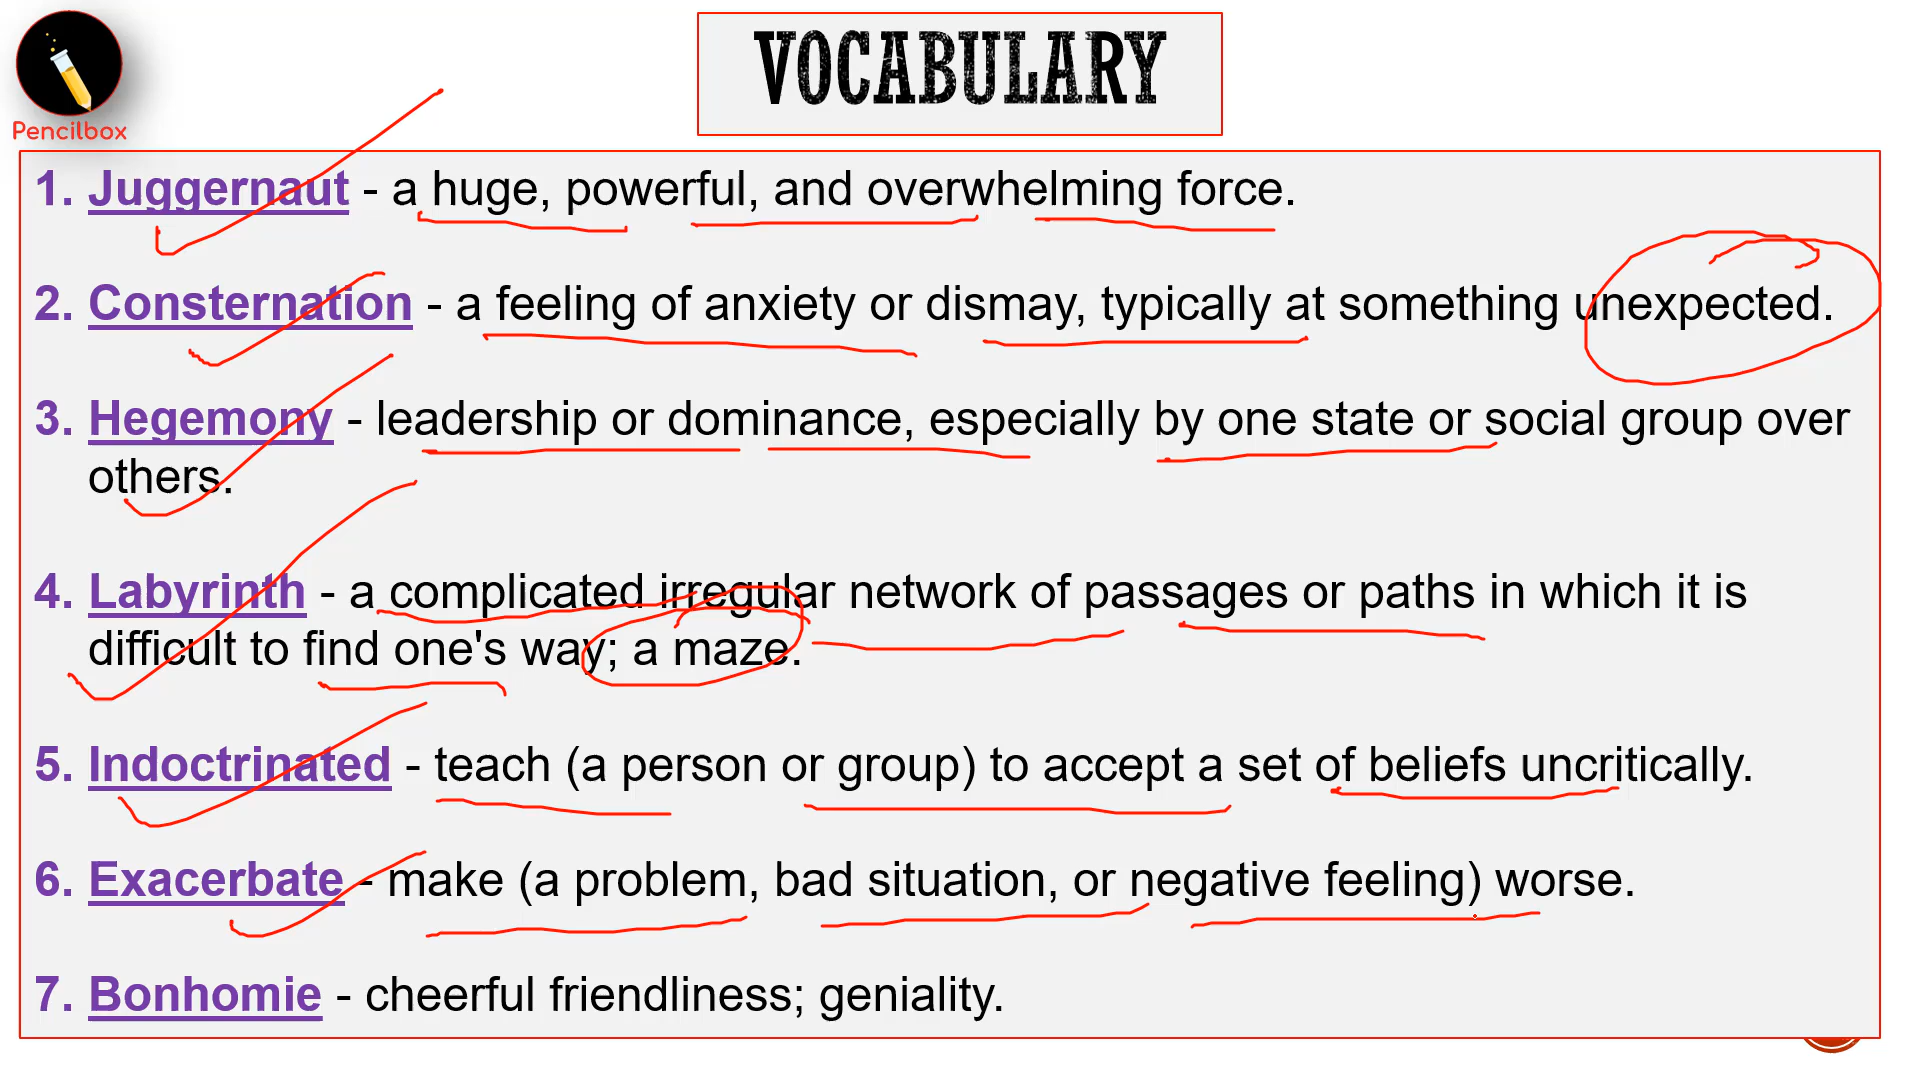 Pencilbox
VOCABULARY
1. Juggernaut - a huge, powerful, and overwhelming force.
2. Consternation - a feeling of anxiety or dismay, typically at something unexpected.
3. Hegemony - leadership or dominance, especially by one state or social group over
others.
4. Labyrinth - a complicated irregular network of passages or paths in which it is
difficult to find one's way; a maze.
5. Indoctrinated - teach (a person or group) to accept a set of beliefs uncritically.
6. Exacerbate - make (a problem, bad situation, or negative feeling) worse.
7. Bonhomie - cheerful friendliness; geniality.